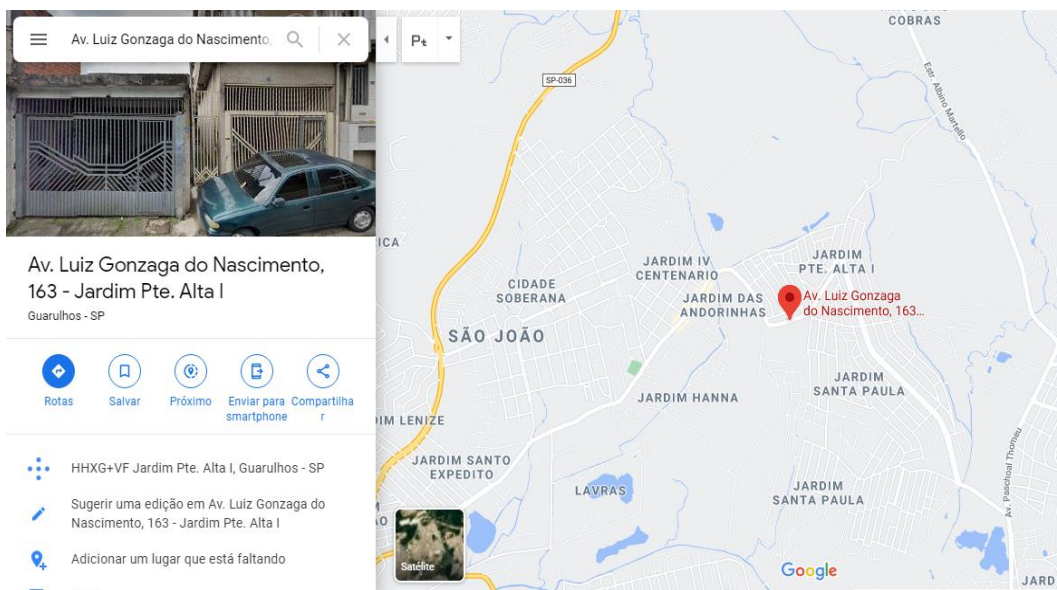 Av. Luiz Gonzaga do Nascimento,
Av. Luiz Gonzaga do Nascimento,
163 - Jardim Pte. Alta I
Guarulhos - SP
Rotas
Salvar
Próximo
Enviar para
smartphone
Compartilha
r
HHXG+VF Jardim Pte. Alta I, Guarulhos - SP
Sugerir uma edição em Av. Luiz Gonzaga do
Nascimento, 163 - Jardim Pte. Alta I
Adicionar um lugar que está faltando
COBRAS
SP-036
Estr. Albino Martello
JARDIM IV
CENTENARIO
JARDIM
PTE. ALTA I
CIDADE
SOBERANA
JARDIM DAS
ANDORINHAS
Av. Luiz Gonzaga
do Nascimento, 163...
SÃO JOÃO
JARDIM
SANTA PAULA
JARDIM HANNA
IM LENIZE
JARDIM SANTO
EXPEDITO
LAVRAS
JARDIM
SANTA PAULA
Av. Paschoal Thomeu
Satélite
Google
JARD